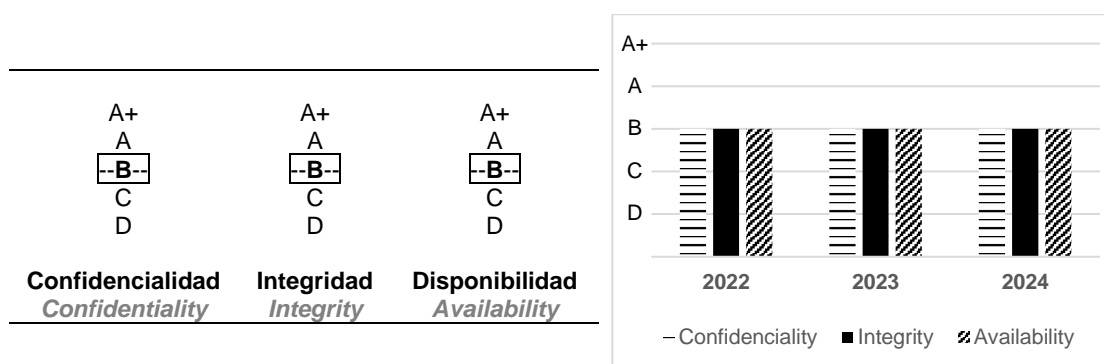 A+ A+ A+
A A A
--B-- --B-- --B--
C C C
D D D
Confidencialidad Integridad Disponibilidad
Confidentiality Integrity Availability
A+
A
B
C
D
2022 2023 2024
Confidenciality Integrity Availability